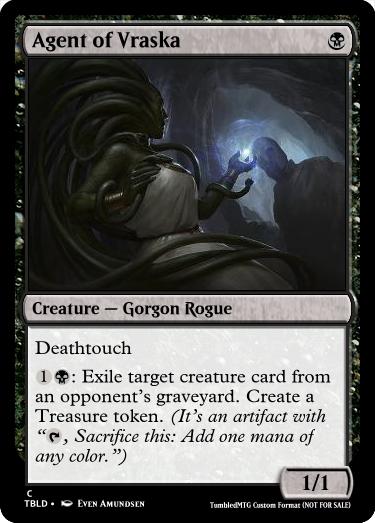 Agent of Vraska
Creature — Gorgon Rogue
Deathtouch
1: Exile target creature card from
an opponent's graveyard. Create a
Treasure token. (It's an artifact with
“, Sacrifice this: Add one mana of
any color.”)
1/1
C
TBLD • Even Amundsen
TumbledMTG Custom Format (NOT FOR SALE)